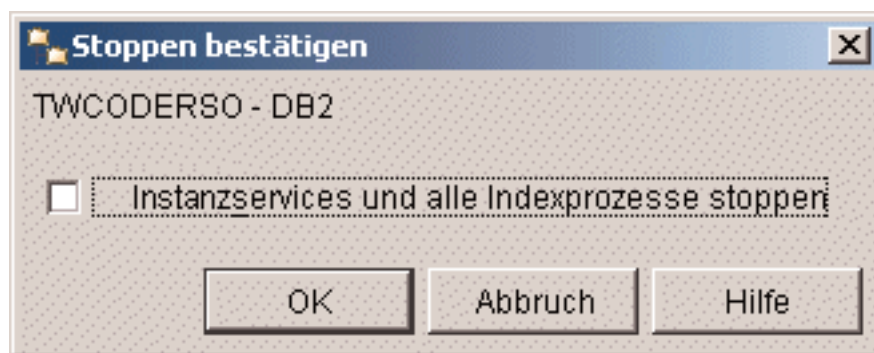 Stoppen bestätigen
TWCODERSO - DB2
Instanzservices und alle Indexprozesse stoppen
OK Abbruch Hilfe